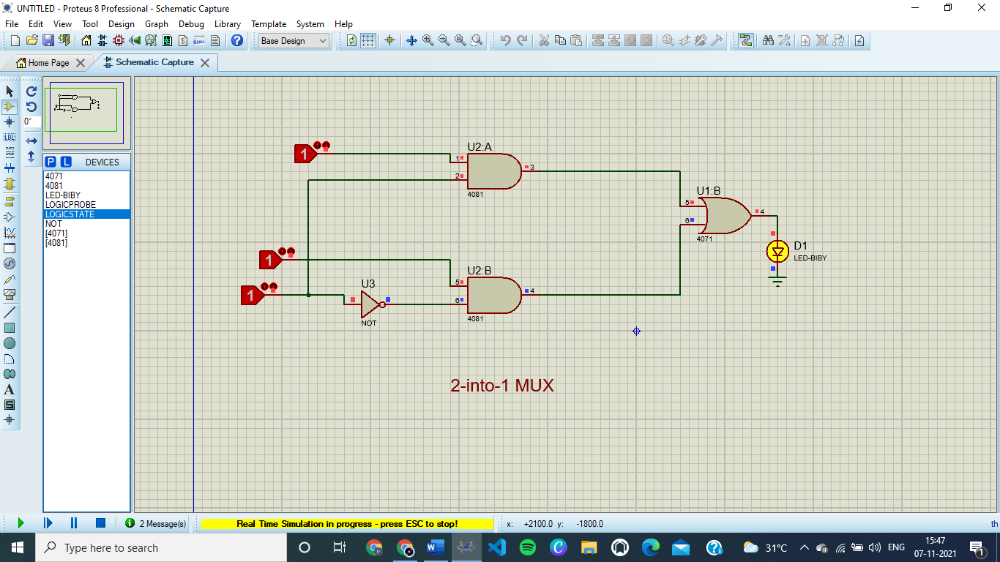 UNTITLED - Proteus 8 Professional - Schematic Capture
File Edit View Tool Design Graph Debug Library Template System Help
Base Design
Home Page
Schematic Capture
0°
P L DEVICES
4071
4081
LED-BIBY
LOGICPROBE
LOGICSTATE
NOT
[4071]
[4081]
LBL
A
S
1
1
1
U2:A
1
2
3
4081
U2:B
5
6
4
4081
U3
NOT
U1:B
5
6
4
4071
D1
LED-BIBY
2-into-1 MUX
2 Message(s)
Real Time Simulation in progress - press ESC to stop!
x: +2100.0 y: -1800.0
th
Type here to search
31°C
ENG
15:47
07-11-2021
1